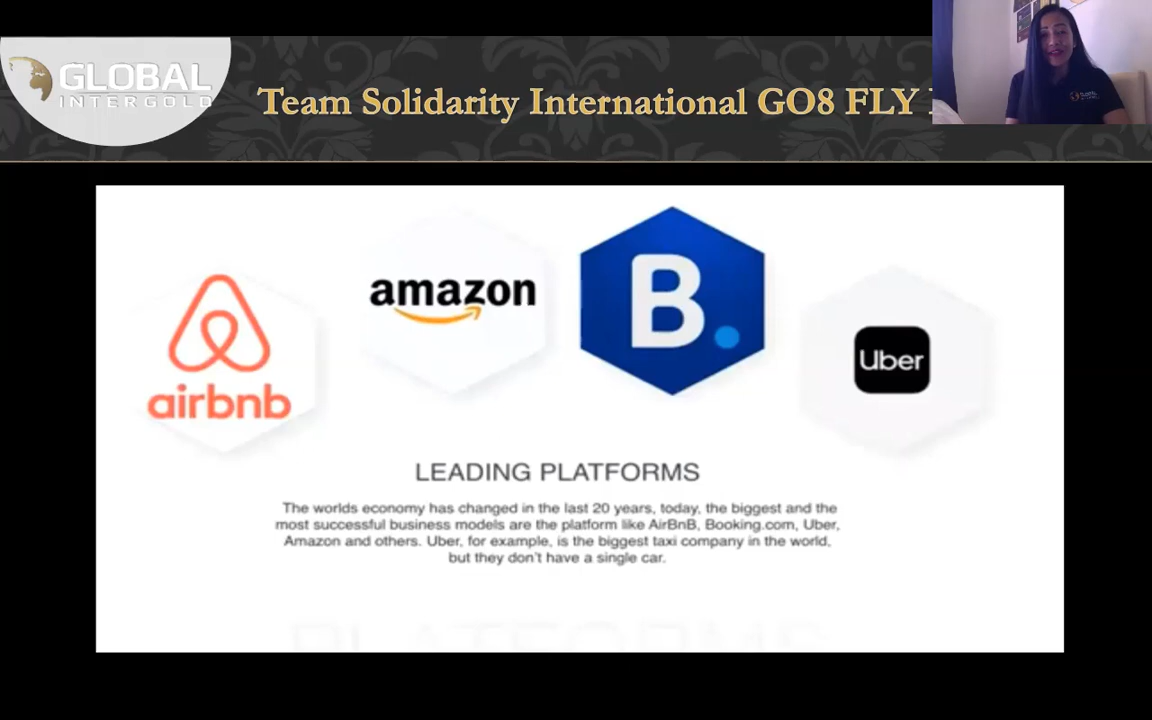 GLOBAL
INTERGOLD
Team Solidarity International GO8 FLY
airbnb
amazon
B.
Uber
LEADING PLATFORMS
The worlds economy has changed in the last 20 years, today, the biggest and the
most successful business models are the platform like AirBnB, Booking.com, Uber,
Amazon and others. Uber, for example, is the biggest taxi company in the world,
but they don't have a single car.
PLATFORMS